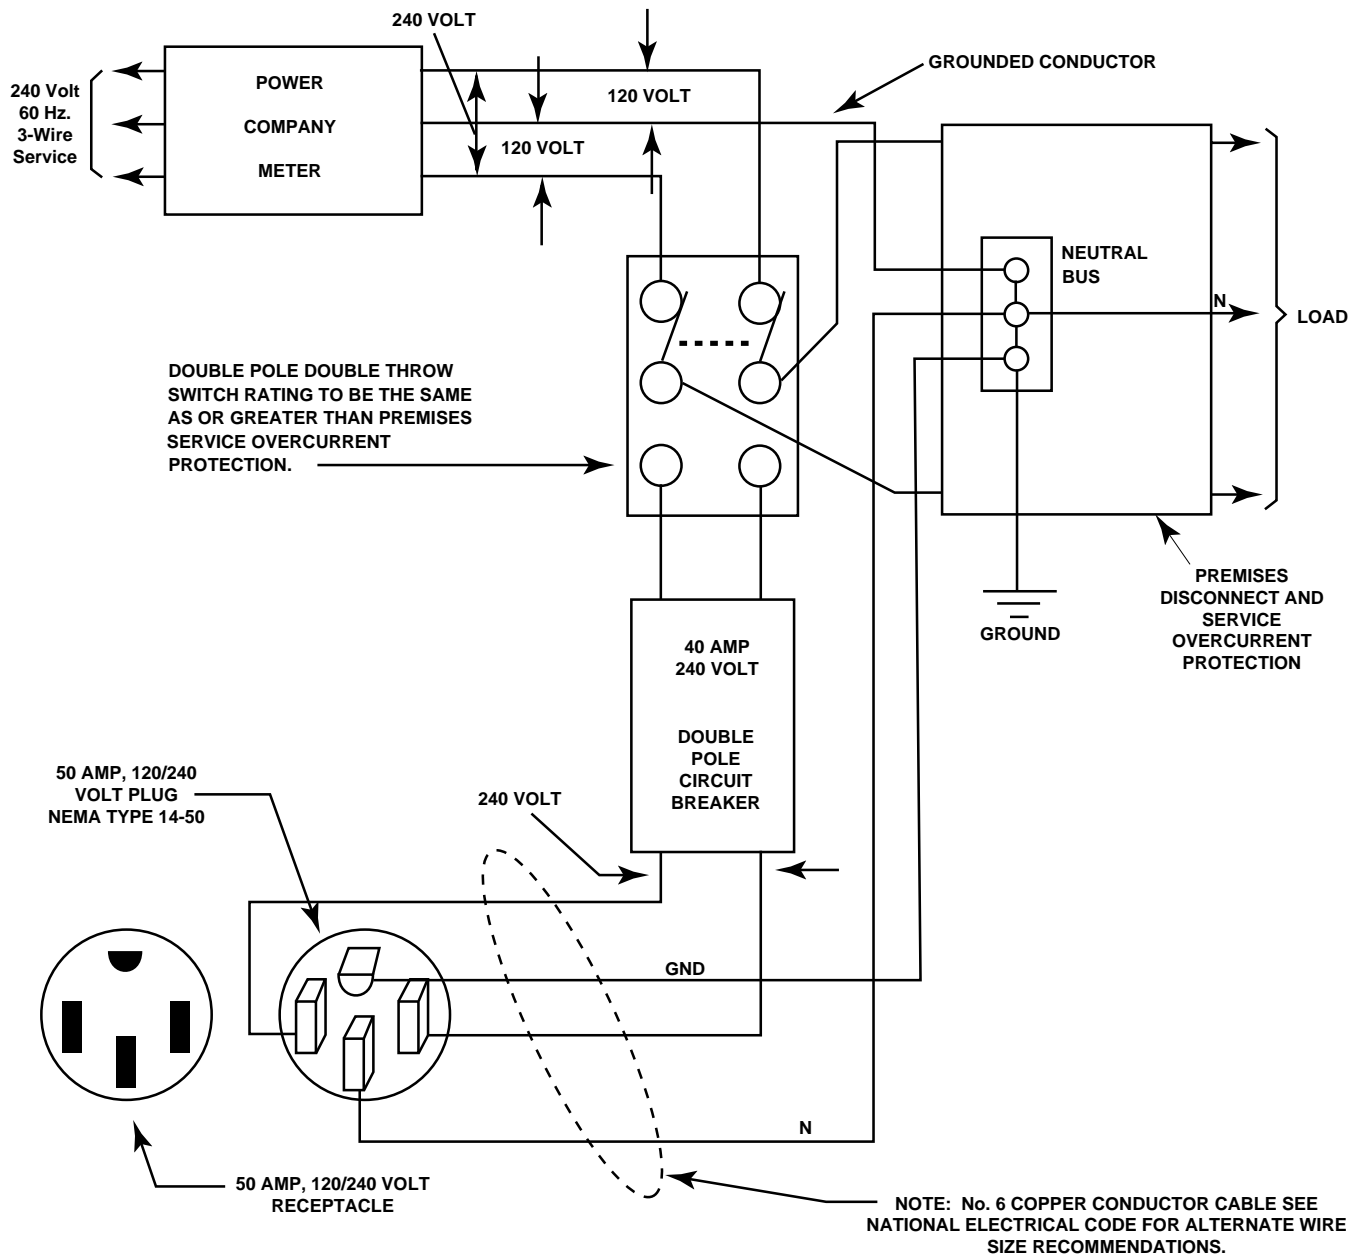 240 VOLT
GROUNDED CONDUCTOR
240 Volt
60 Hz.
3-Wire
Service
POWER
COMPANY
METER
120 VOLT
120 VOLT
NEUTRAL
BUS
N
LOAD
DOUBLE POLE DOUBLE THROW
SWITCH RATING TO BE THE SAME
AS OR GREATER THAN PREMISES
SERVICE OVERCURRENT
PROTECTION.
GROUND
PREMISES
DISCONNECT AND
SERVICE
OVERCURRENT
PROTECTION
40 AMP
240 VOLT
DOUBLE
POLE
CIRCUIT
BREAKER
50 AMP, 120/240
VOLT PLUG
NEMA TYPE 14-50
240 VOLT
GND
N
50 AMP, 120/240 VOLT
RECEPTACLE
NOTE: No. 6 COPPER CONDUCTOR CABLE SEE
NATIONAL ELECTRICAL CODE FOR ALTERNATE WIRE
SIZE RECOMMENDATIONS.